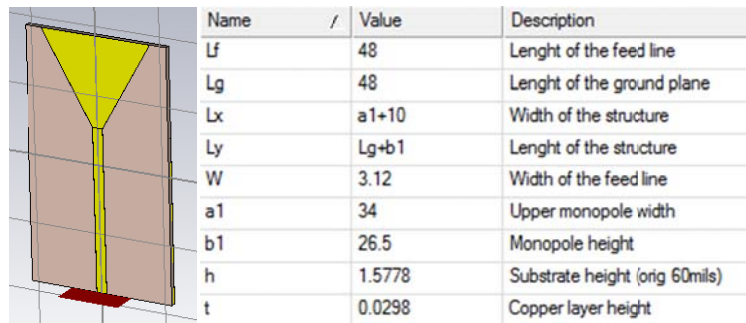 Name / Value Description
Lf 48 Lenght of the feed line
Lg 48 Lenght of the ground plane
Lx a1+10 Width of the structure
Ly Lg+b1 Lenght of the structure
W 3.12 Width of the feed line
a1 34 Upper monopole width
b1 26.5 Monopole height
h 1.5778 Substrate height (orig 60mils)
t 0.0298 Copper layer height